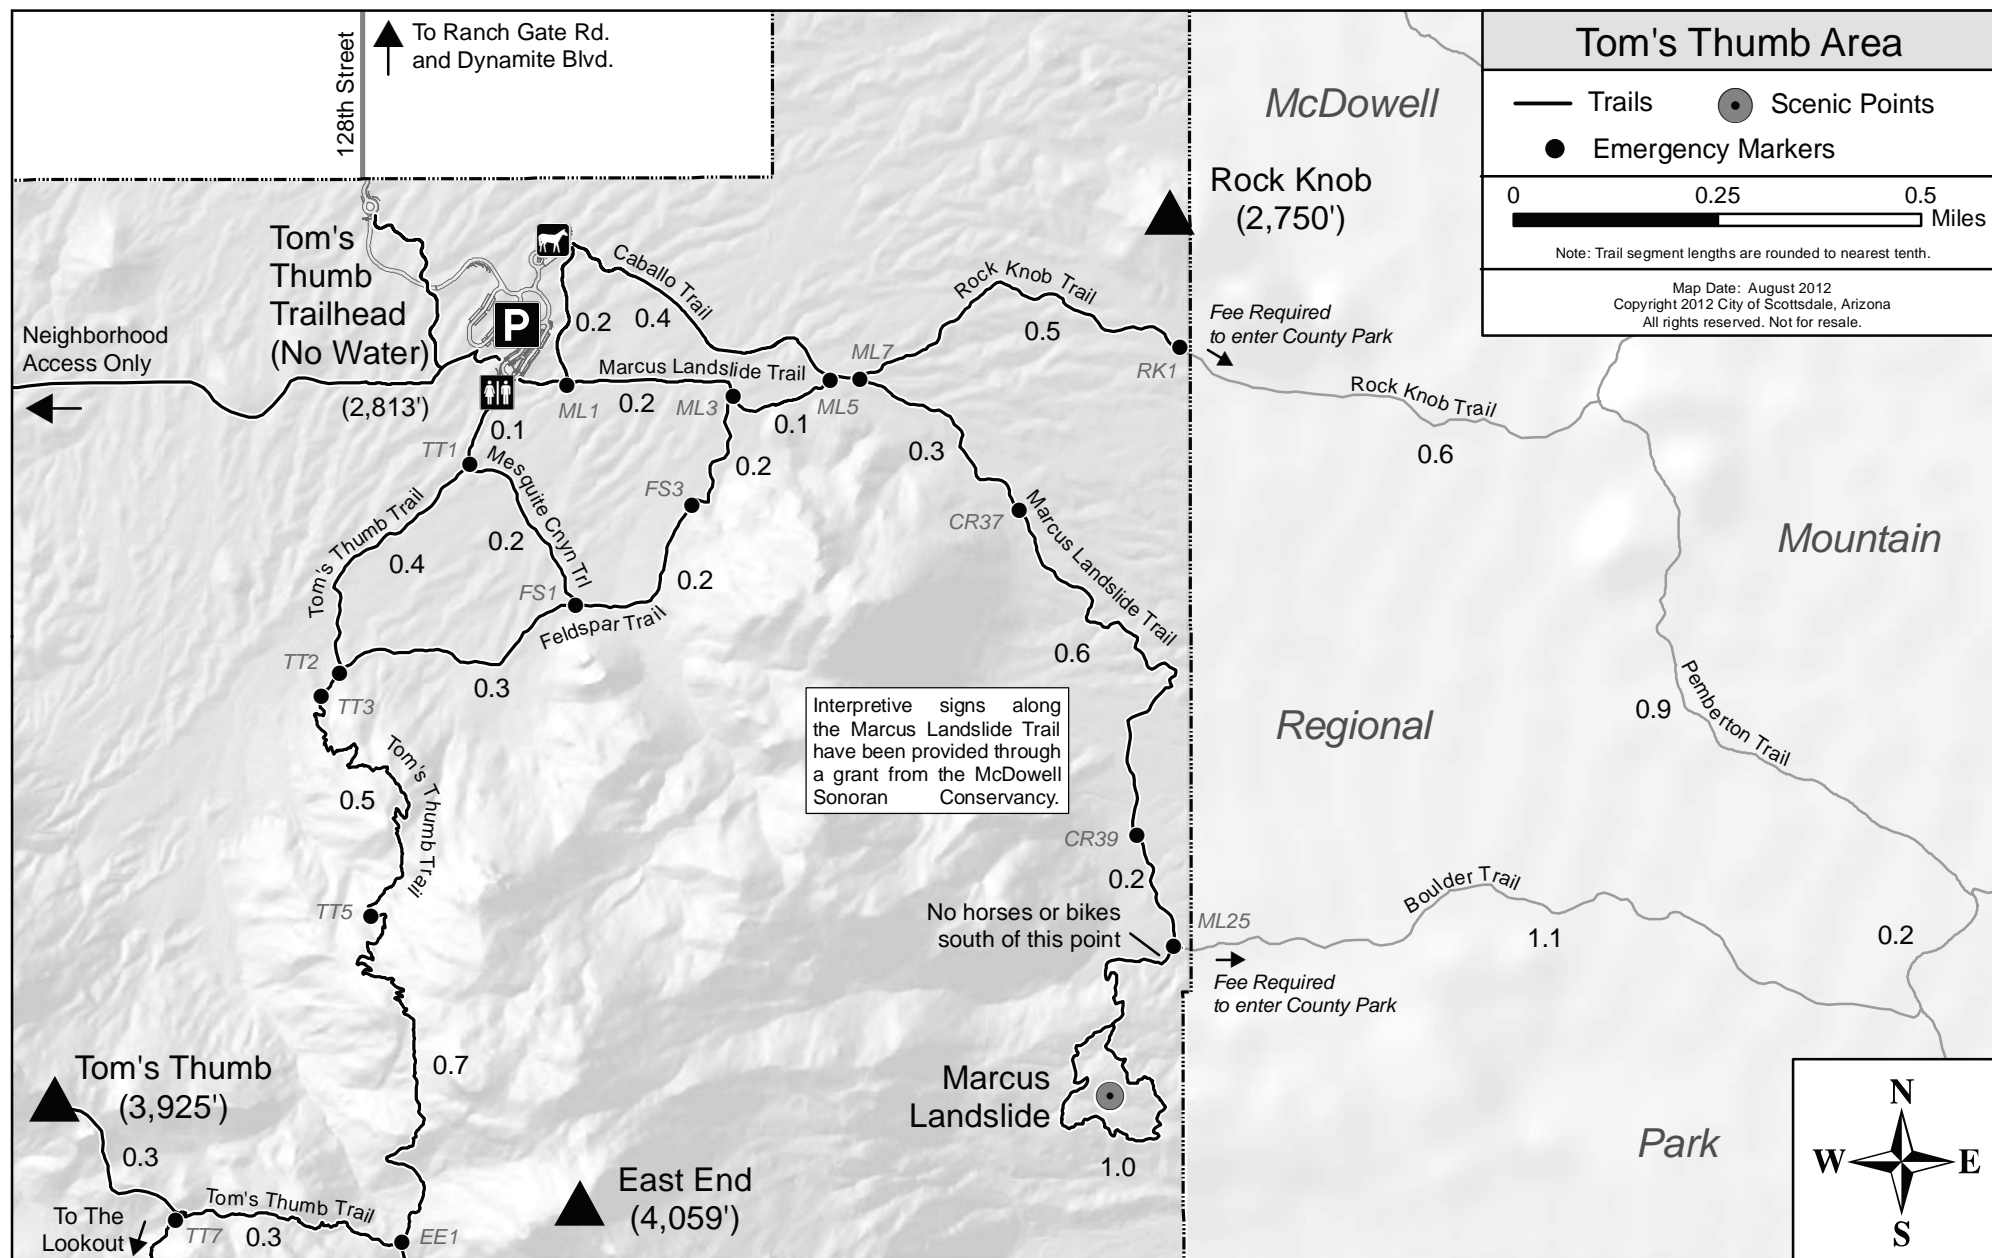 128th Street
To Ranch Gate Rd.
and Dynamite Blvd.
Tom's Thumb Area
Trails
Scenic Points
Emergency Markers
0 0.25 0.5
Miles
Note: Trail segment lengths are rounded to nearest tenth.
Map Date: August 2012
Copyright 2012 City of Scottsdale, Arizona
All rights reserved. Not for resale.
McDowell
Rock Knob
(2,750')
Tom's
Thumb
Trailhead
(No Water)
(2,813')
P
Neighborhood
Access Only
Caballo Trail
0.2
0.4
Rock Knob Trail
0.5
Fee Required
to enter County Park
RK1
Rock Knob Trail
0.6
Marcus Landslide Trail
ML1
0.2
ML3
0.1
ML5
ML7
0.1
TT1
Mesquite Cnyn Trl
0.2
Tom's Thumb Trail
0.4
FS3
0.2
0.3
CR37
Marcus Landslide Trail
Mountain
FS1
0.2
Feldspar Trail
0.6
TT2
0.3
TT3
Interpretive signs along
the Marcus Landslide Trail
have been provided through
a grant from the McDowell
Sonoran Conservancy.
Regional
0.9
Pemberton Trail
Tom's Thumb Trail
0.5
CR39
0.2
TT5
No horses or bikes
south of this point
ML25
Boulder Trail
1.1
0.2
Fee Required
to enter County Park
0.7
Tom's Thumb
(3,925')
0.3
Marcus
Landslide
1.0
Park
East End
(4,059')
Tom's Thumb Trail
To The
Lookout
TT7
0.3
EE1
N
W E
S